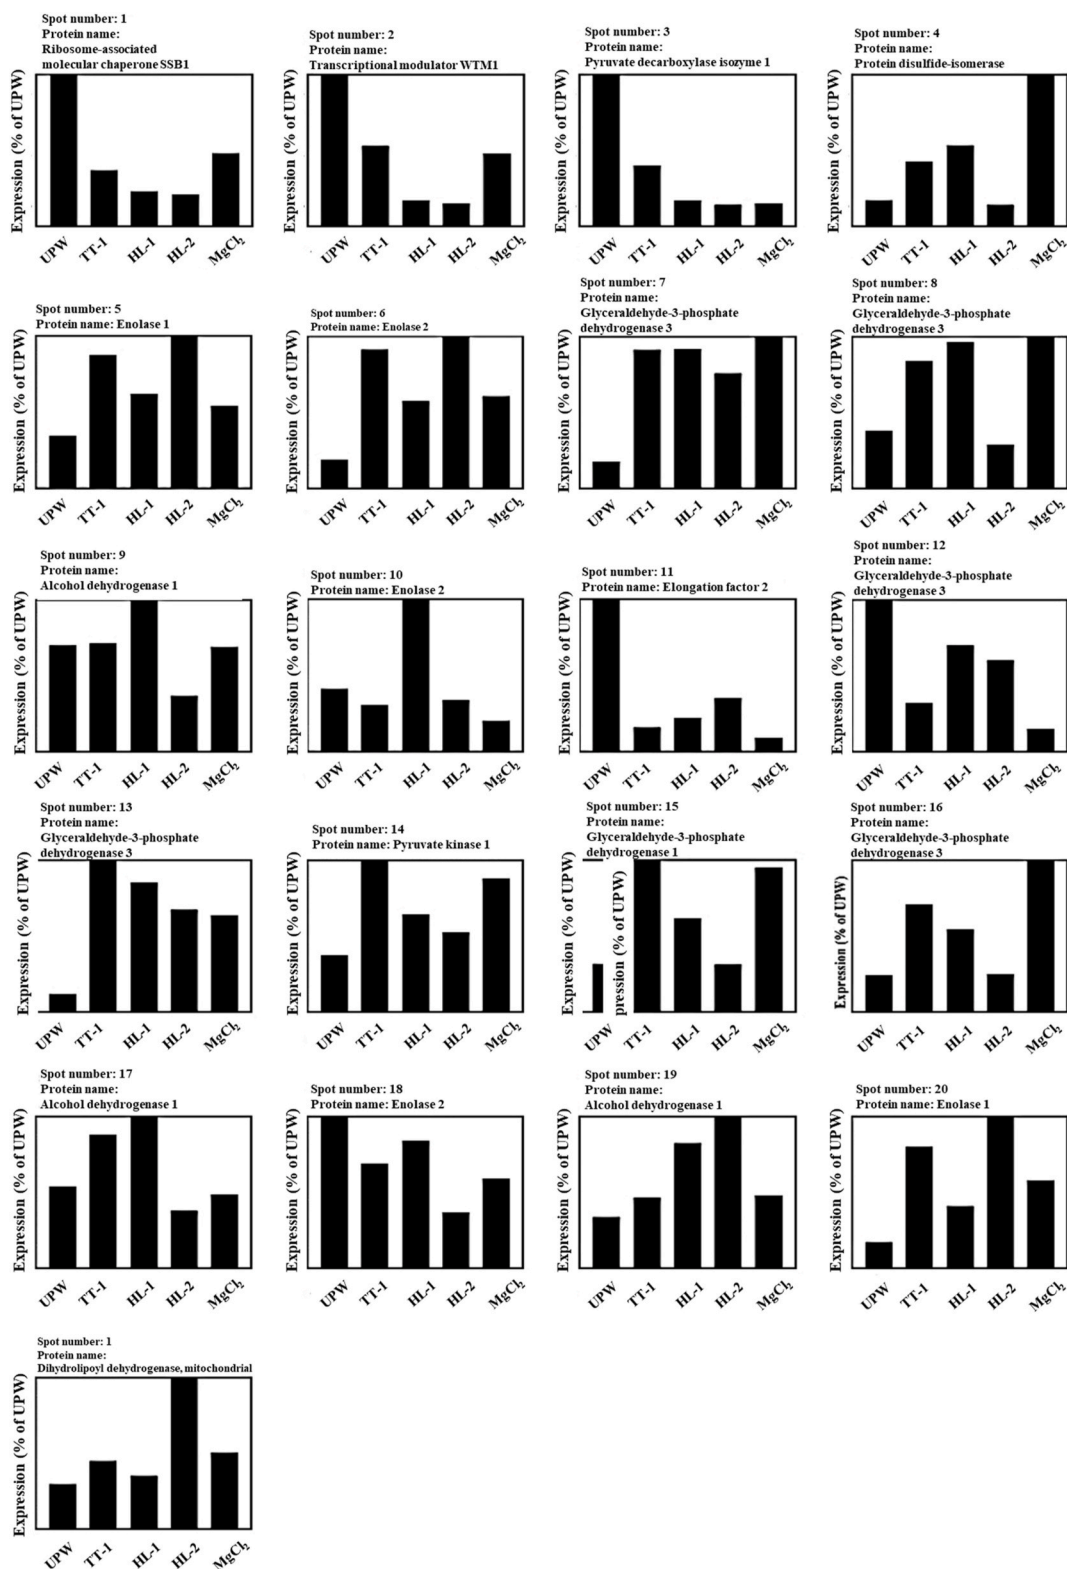 Spot number: 1
Protein name:
Ribosome-associated
molecular chaperone SSB1
Expression (% of UPW)
UPW
TT-1
HL-1
HL-2
MgCl₂
Spot number: 2
Protein name:
Transcriptional modulator WTM1
Expression (% of UPW)
UPW
TT-1
HL-1
HL-2
MgCl₂
Spot number: 3
Protein name:
Pyruvate decarboxylase isozyme 1
Expression (% of UPW)
UPW
TT-1
HL-1
HL-2
MgCl₂
Spot number: 4
Protein name:
Protein disulfide-isomerase
Expression (% of UPW)
UPW
TT-1
HL-1
HL-2
MgCl₂
Spot number: 5
Protein name: Enolase 1
Expression (% of UPW)
UPW
TT-1
HL-1
HL-2
MgCl₂
Spot number: 6
Protein name: Enolase 2
Expression (% of UPW)
UPW
TT-1
HL-1
HL-2
MgCl₂
Spot number: 7
Protein name:
Glyceraldehyde-3-phosphate
dehydrogenase 3
Expression (% of UPW)
UPW
TT-1
HL-1
HL-2
MgCl₂
Spot number: 8
Protein name:
Glyceraldehyde-3-phosphate
dehydrogenase 3
Expression (% of UPW)
UPW
TT-1
HL-1
HL-2
MgCl₂
Spot number: 9
Protein name:
Alcohol dehydrogenase 1
Expression (% of UPW)
UPW
TT-1
HL-1
HL-2
MgCl₂
Spot number: 10
Protein name: Enolase 2
Expression (% of UPW)
UPW
TT-1
HL-1
HL-2
MgCl₂
Spot number: 11
Protein name: Elongation factor 2
Expression (% of UPW)
UPW
TT-1
HL-1
HL-2
MgCl₂
Spot number: 12
Protein name:
Glyceraldehyde-3-phosphate
dehydrogenase 3
Expression (% of UPW)
UPW
TT-1
HL-1
HL-2
MgCl₂
Spot number: 13
Protein name:
Glyceraldehyde-3-phosphate
dehydrogenase 3
Expression (% of UPW)
UPW
TT-1
HL-1
HL-2
MgCl₂
Spot number: 14
Protein name: Pyruvate kinase 1
Expression (% of UPW)
UPW
TT-1
HL-1
HL-2
MgCl₂
Spot number: 15
Protein name:
Glyceraldehyde-3-phosphate
dehydrogenase 1
Expression (% of UPW)
pression (% of UPW)
UPW
TT-1
HL-1
HL-2
MgCl₂
Spot number: 16
Protein name:
Glyceraldehyde-3-phosphate
dehydrogenase 3
Expression (% of UPW)
UPW
TT-1
HL-1
HL-2
MgCl₂
Spot number: 17
Protein name:
Alcohol dehydrogenase 1
Expression (% of UPW)
UPW
TT-1
HL-1
HL-2
MgCl₂
Spot number: 18
Protein name: Enolase 2
Expression (% of UPW)
UPW
TT-1
HL-1
HL-2
MgCl₂
Spot number: 19
Protein name:
Alcohol dehydrogenase 1
Expression (% of UPW)
UPW
TT-1
HL-1
HL-2
MgCl₂
Spot number: 20
Protein name: Enolase 1
Expression (% of UPW)
UPW
TT-1
HL-1
HL-2
MgCl₂
Spot number: 1
Protein name:
Dihydrolipoyl dehydrogenase, mitochondrial
Expression (% of UPW)
UPW
TT-1
HL-1
HL-2
MgCl₂